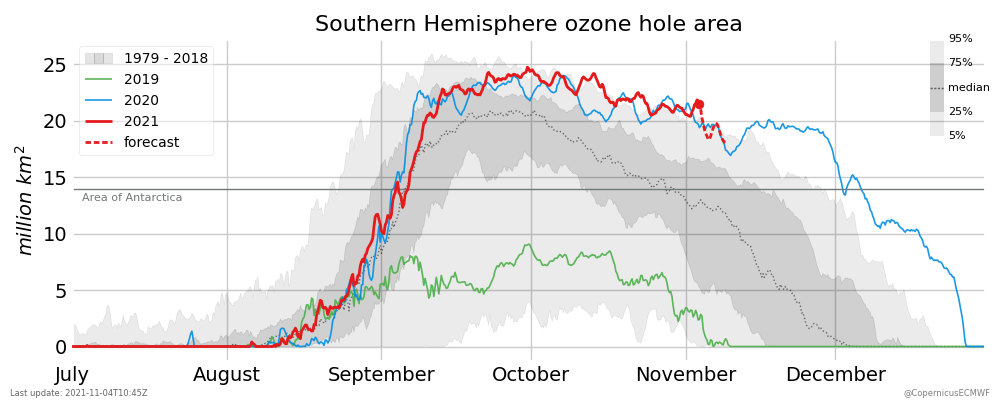 Southern Hemisphere ozone hole area
1979 - 2018
2019
2020
2021
forecast
95%
75%
median
25%
5%
million km²
25
20
15
10
5
0
Area of Antarctica
July August September October November December
Last update: 2021-11-04T10:45Z
@CopernicusECMWF